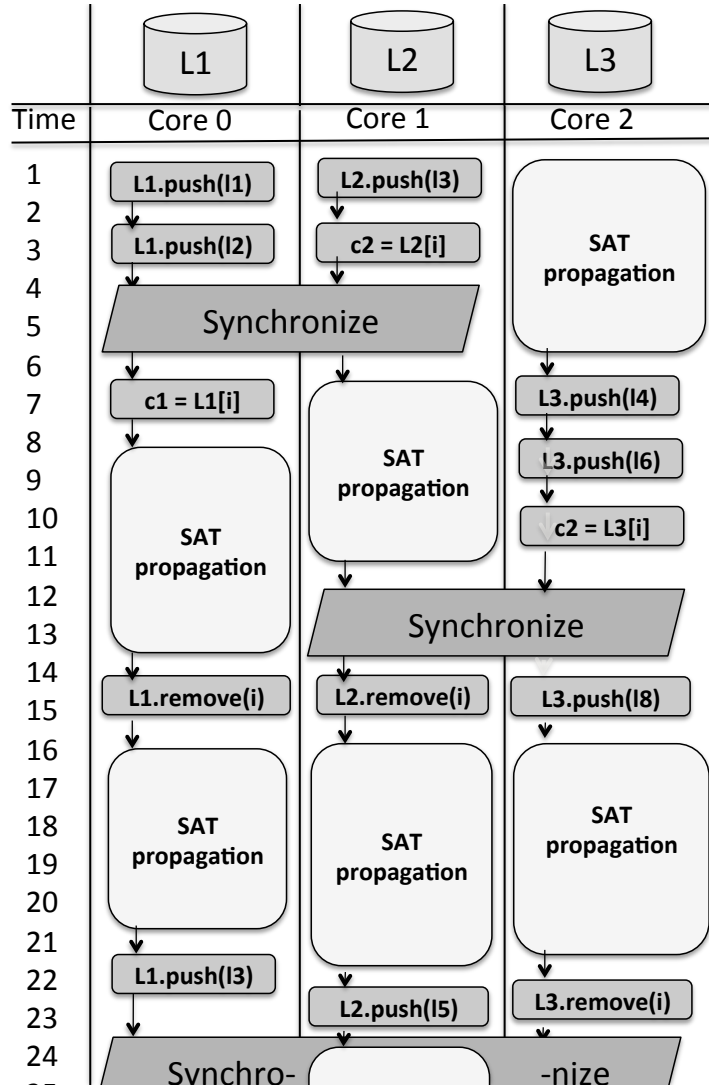 L1 L2 L3
Time Core 0 Core 1 Core 2
1
L1.push(l1) L2.push(l3)
2
SAT
propagation
3
L1.push(l2) c2 = L2[i]
4
5
Synchronize
6
7
c1 = L1[i] L3.push(l4)
8
SAT
propagation
L3.push(l6)
9
10
c2 = L3[i]
SAT
propagation
11
12
13
Synchronize
14
L1.remove(i) L2.remove(i) L3.push(l8)
15
16
17
18
SAT
propagation
SAT
propagation
SAT
propagation
19
20
21
22
L1.push(l3)
L2.push(l5) L3.remove(i)
23
24
Synchro- -nize
25